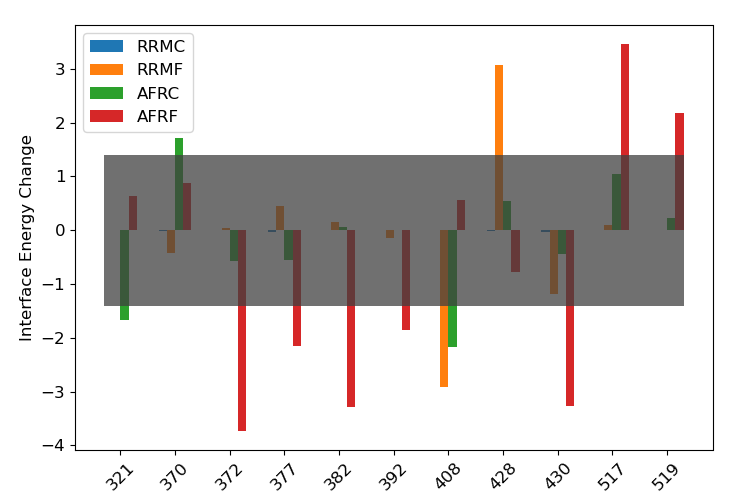 RRMC
RRMF
AFRC
AFRF
Interface Energy Change
3
2
1
0
−1
−2
−3
−4
321 370 372 377 382 392 408 428 430 517 519